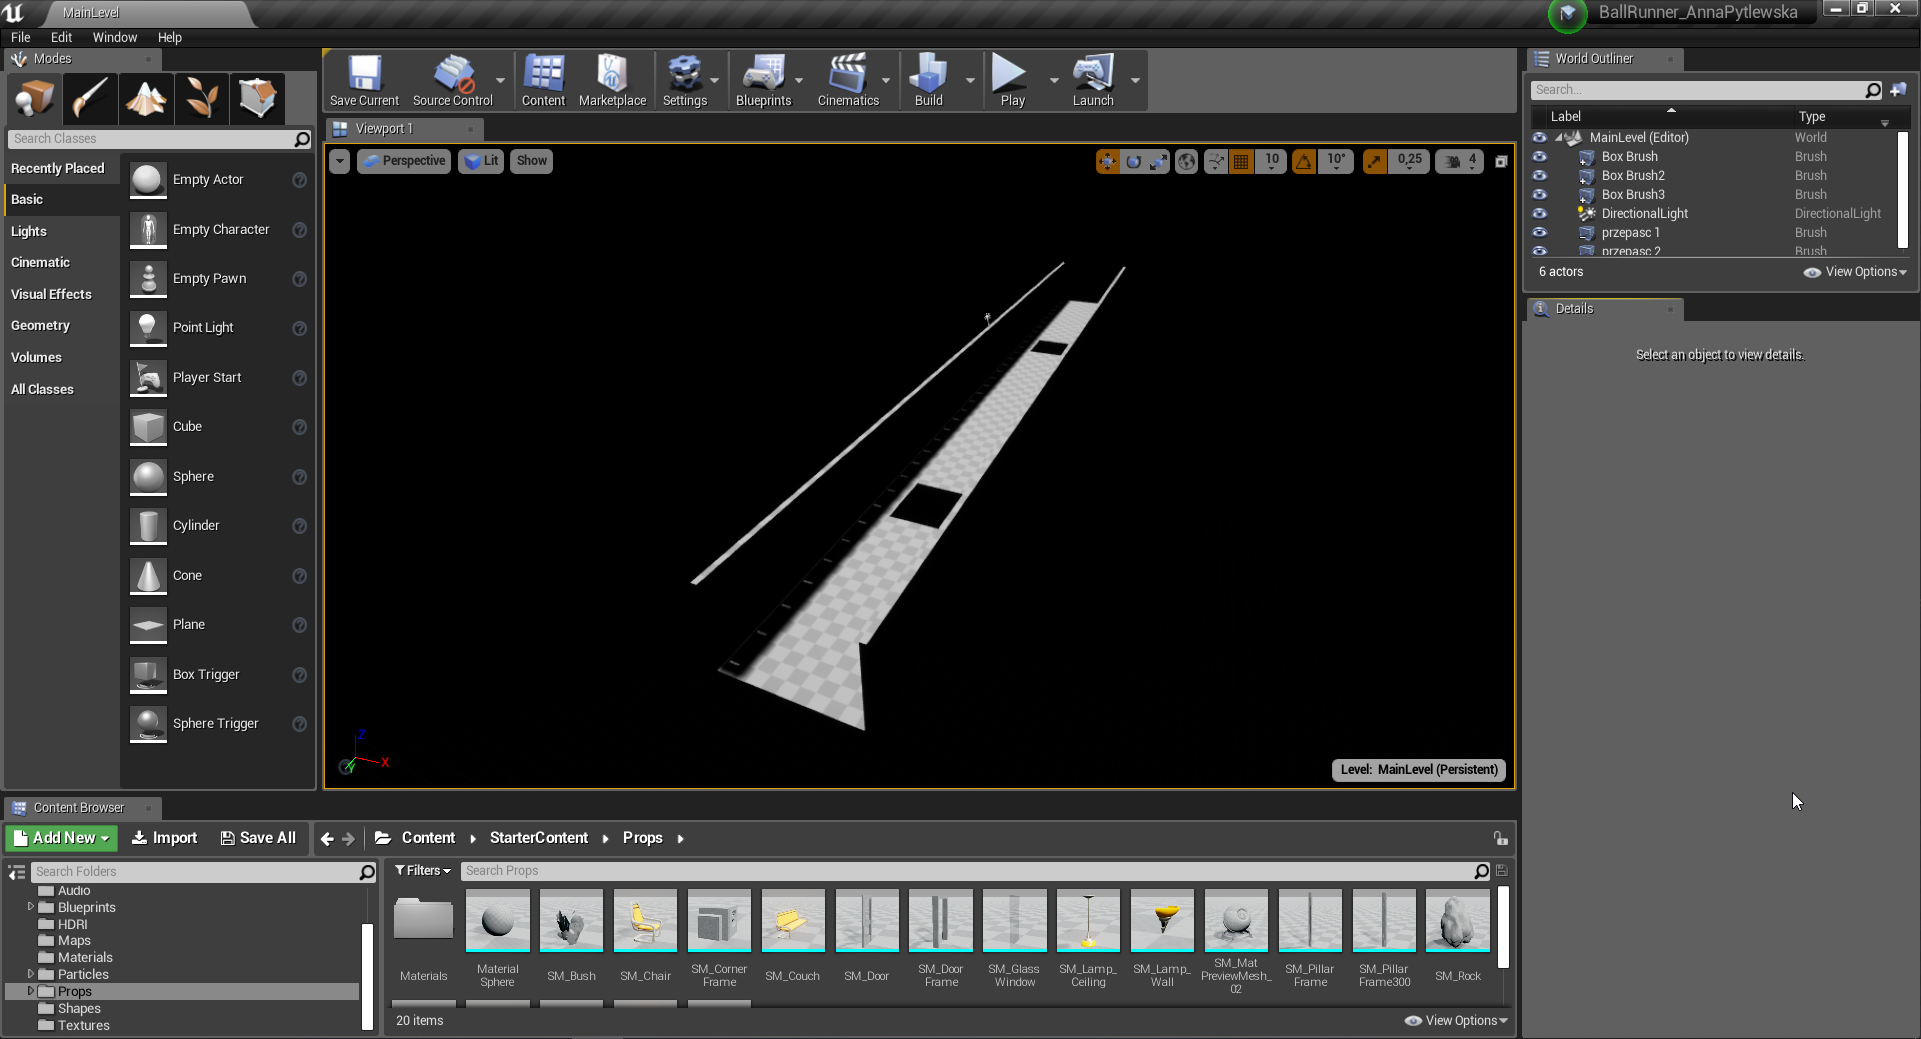 MainLevel
BallRunner_AnnaPytlewska
File Edit Window Help
Modes
Search Classes
Recently Placed
Basic
Lights
Cinematic
Visual Effects
Geometry
Volumes
All Classes
Empty Actor
Empty Character
Empty Pawn
Point Light
Player Start
Cube
Sphere
Cylinder
Cone
Plane
Box Trigger
Sphere Trigger
Save Current
Source Control
Content
Marketplace
Settings
Blueprints
Cinematics
Build
Play
Launch
Viewport 1
Perspective
Lit
Show
10
10°
0,25
4
Z
X
Y
Level: MainLevel (Persistent)
World Outliner
Search...
Label Type
MainLevel (Editor) World
Box Brush Brush
Box Brush2 Brush
Box Brush3 Brush
DirectionalLight DirectionalLight
przepasc 1 Brush
przepasc 2 Brush
6 actors
View Options
Details
Select an object to view details.
Content Browser
Add New
Import
Save All
Content
StarterContent
Props
Search Folders
Audio
Blueprints
HDRI
Maps
Materials
Particles
Props
Shapes
Textures
Filters
Search Props
Materials
Material
Sphere
SM_Bush
SM_Chair
SM_Corner
Frame
SM_Couch
SM_Door
SM_Door
Frame
SM_Glass
Window
SM_Lamp_
Ceiling
SM_Lamp_
Wall
SM_Mat
PreviewMesh_
02
SM_Pillar
Frame
SM_Pillar
Frame300
SM_Rock
20 items
View Options